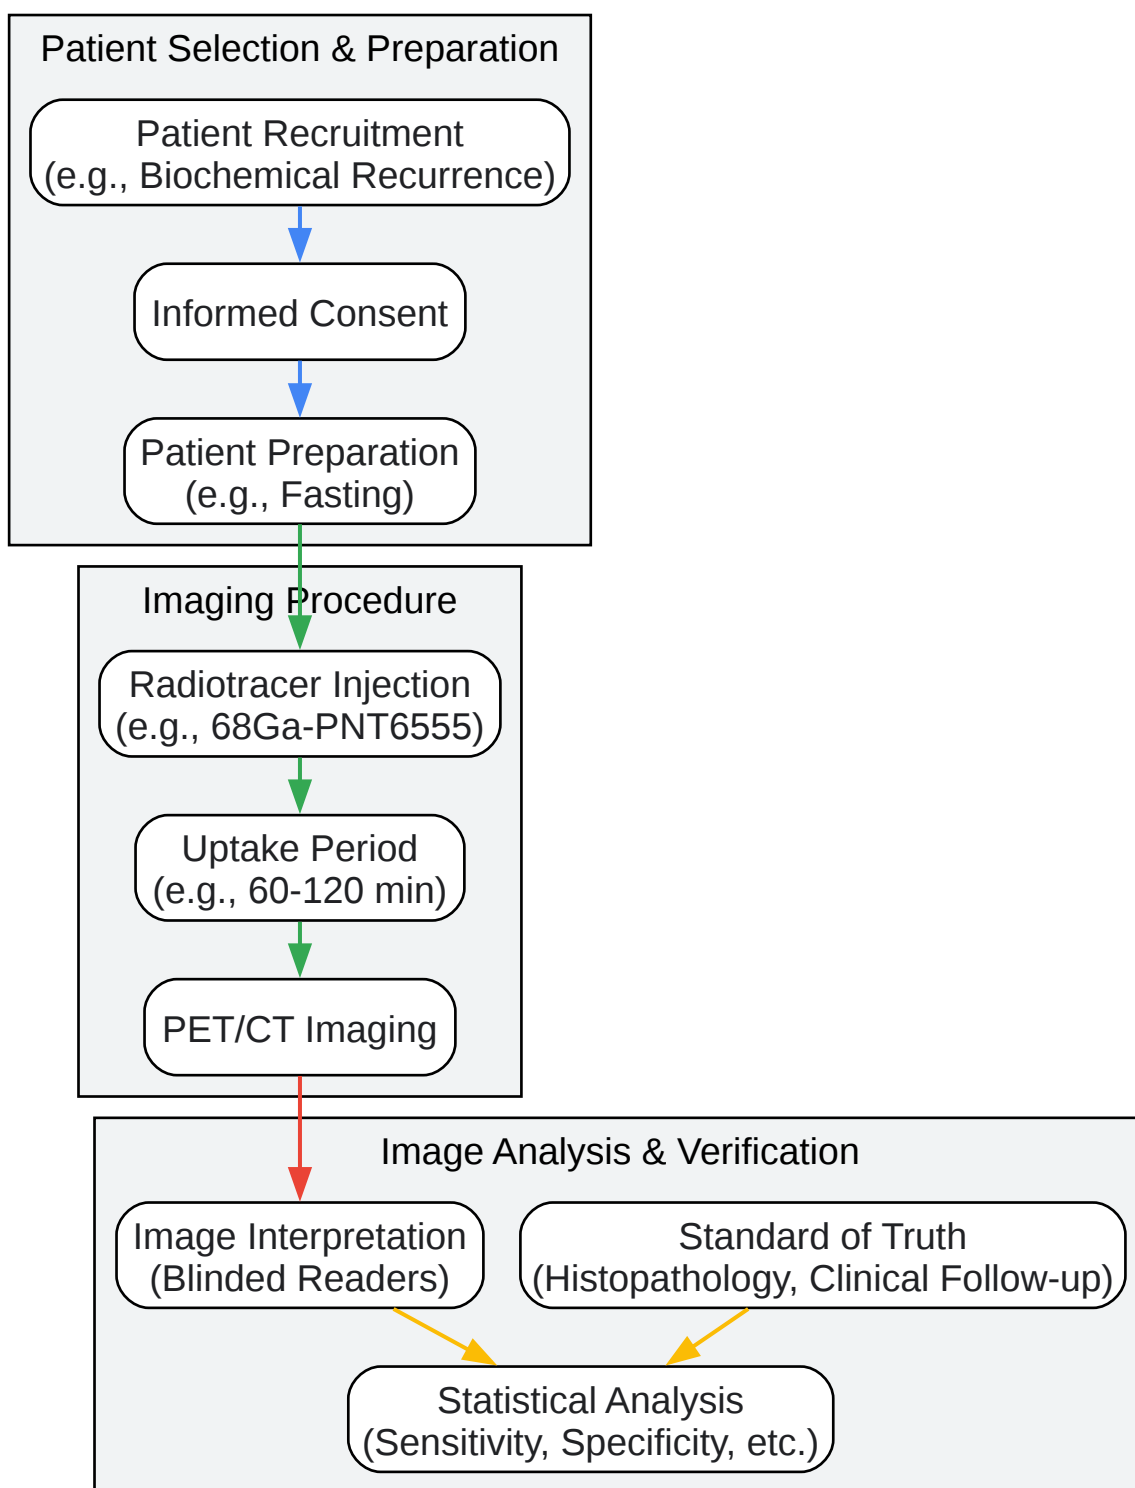 Patient Selection & Preparation
Patient Recruitment
(e.g., Biochemical Recurrence)
Informed Consent
Patient Preparation
(e.g., Fasting)
Imaging Procedure
Radiotracer Injection
(e.g., 68Ga-PNT6555)
Uptake Period
(e.g., 60-120 min)
PET/CT Imaging
Image Analysis & Verification
Image Interpretation
(Blinded Readers)
Standard of Truth
(Histopathology, Clinical Follow-up)
Statistical Analysis
(Sensitivity, Specificity, etc.)